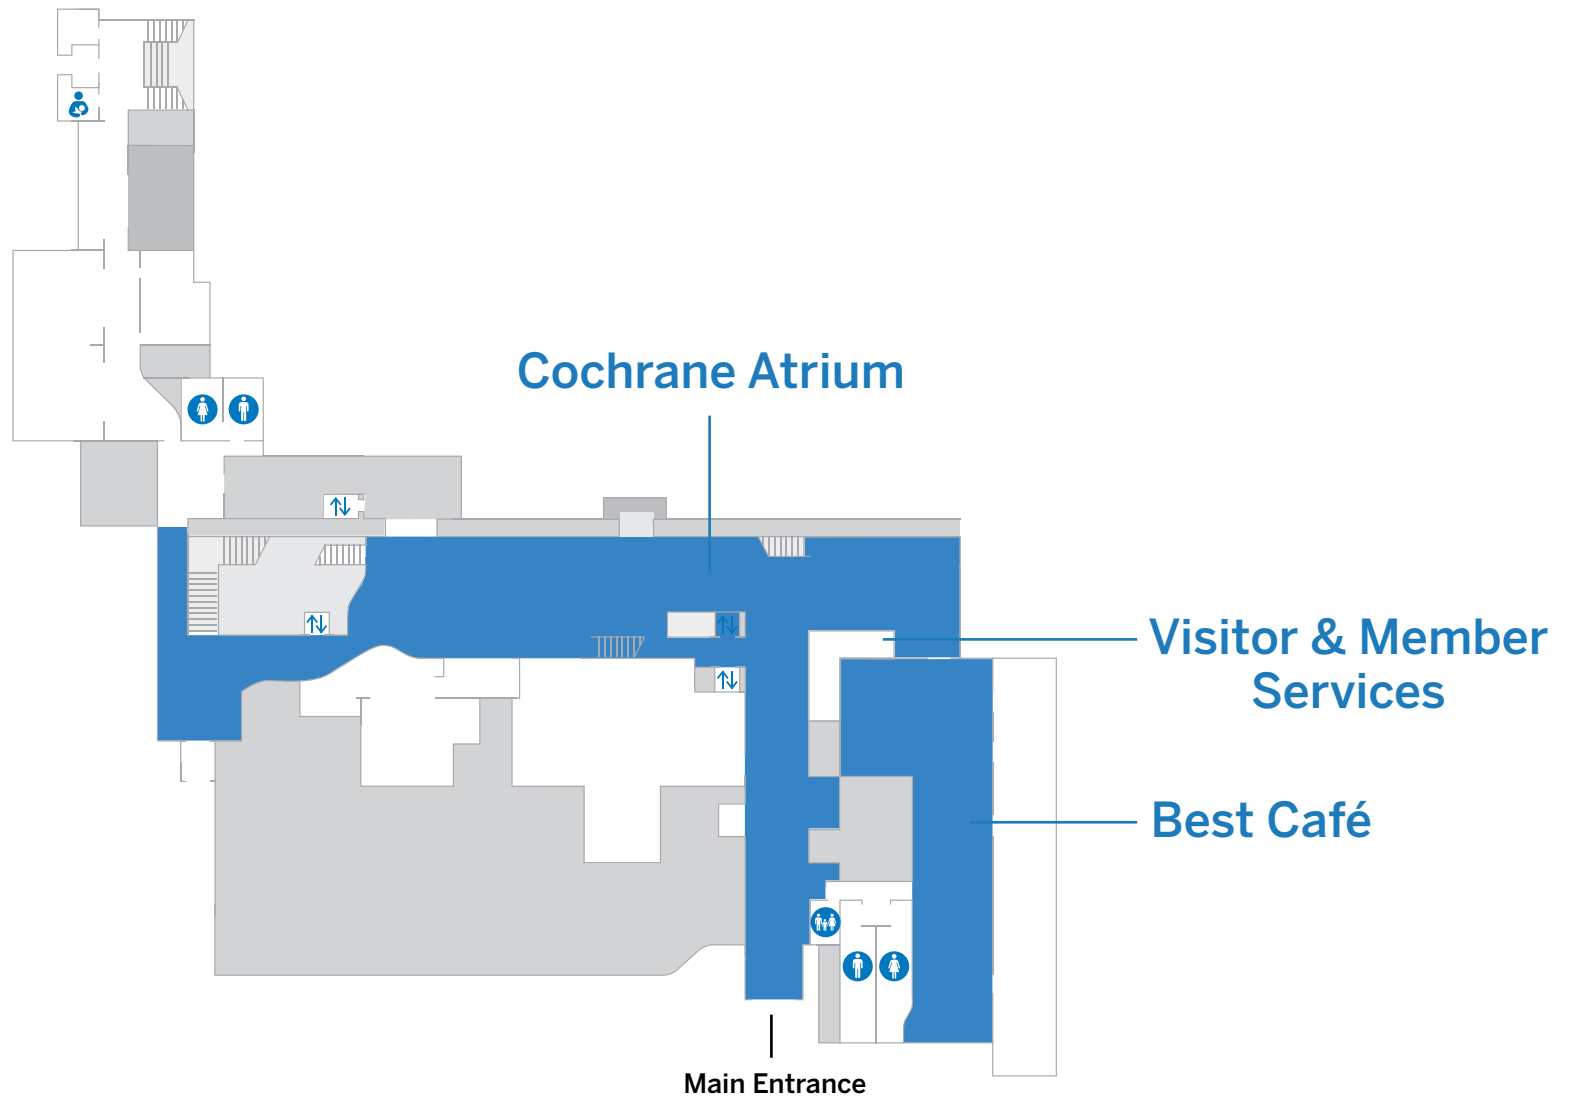 Cochrane Atrium
Visitor & Member
Services
Best Café
Main Entrance